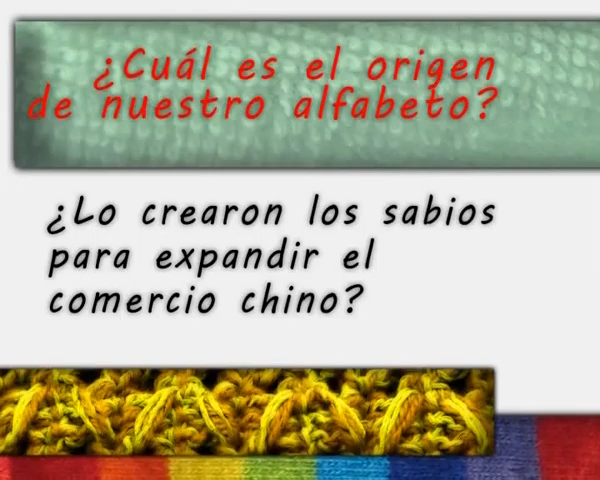 ¿Cuál es el origen
de nuestro alfabeto?
¿Lo crearon los sabios
para expandir el
comercio chino?